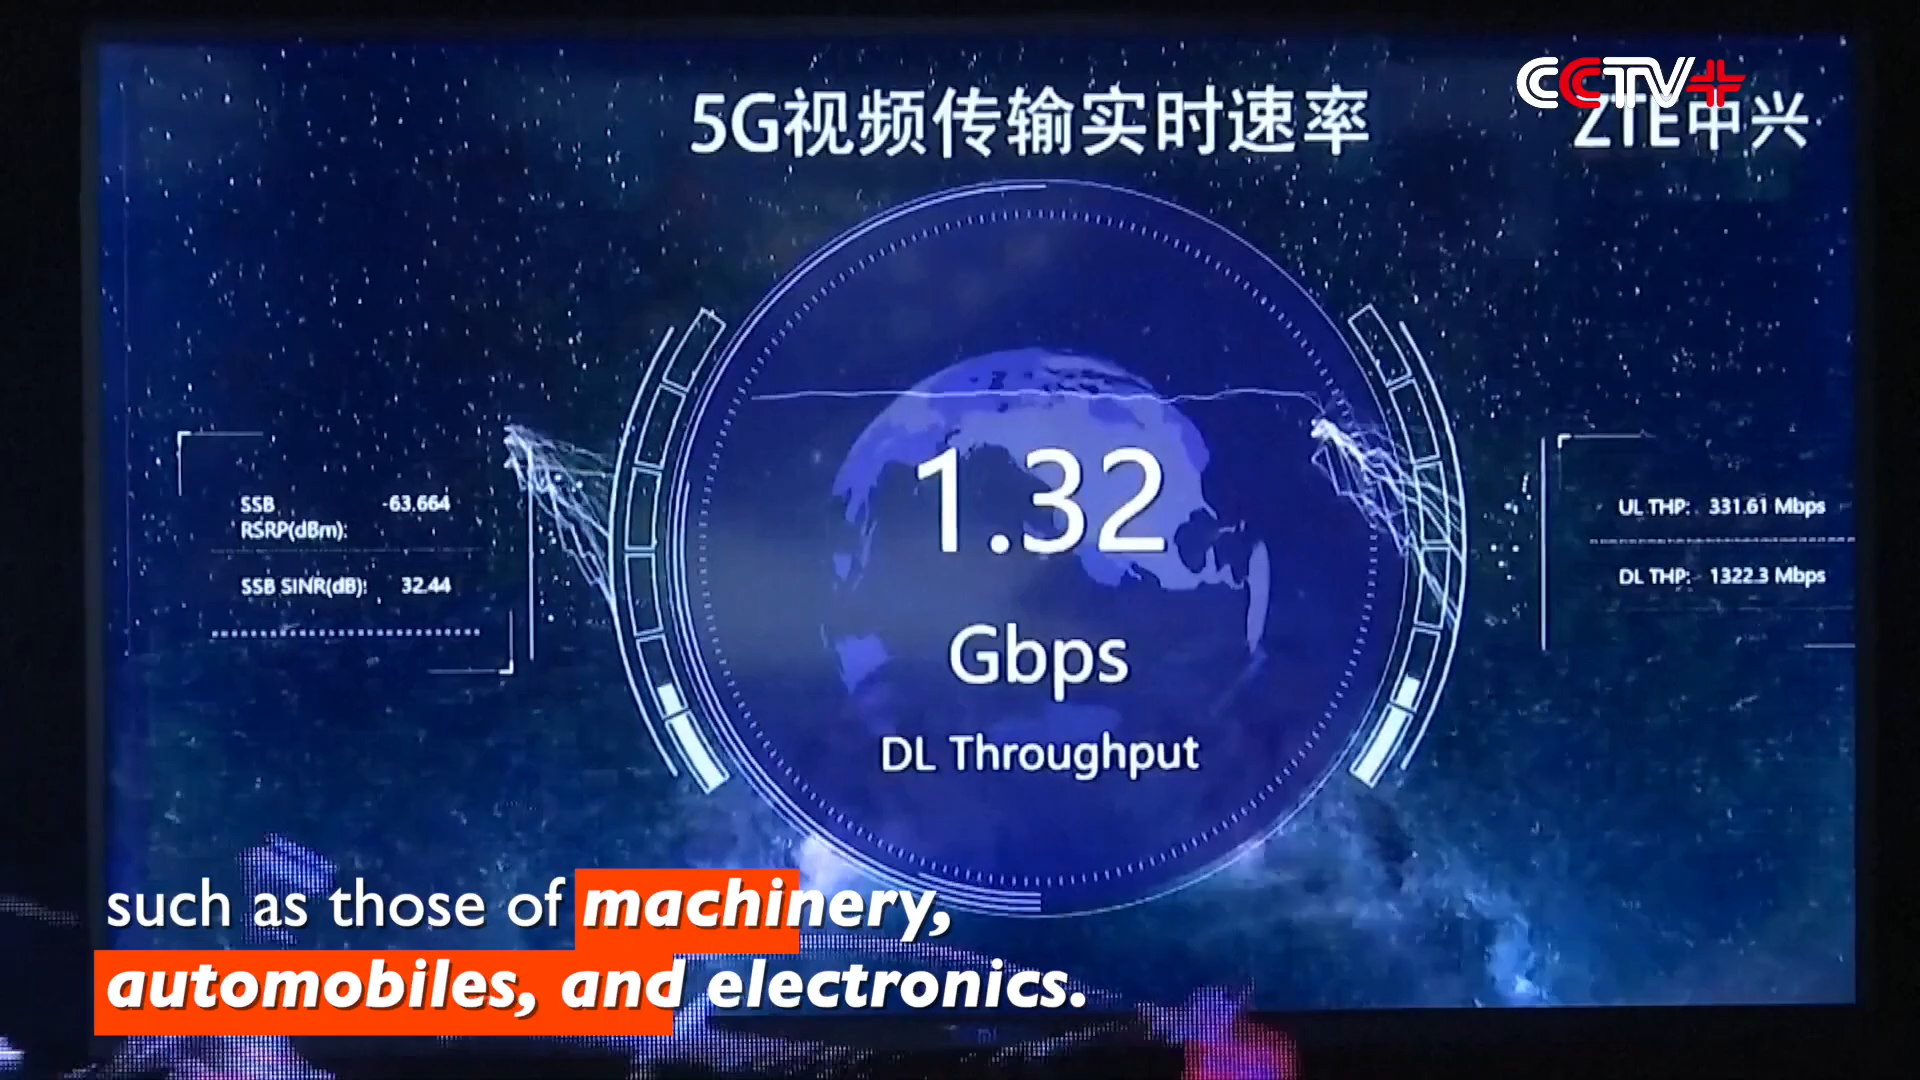 CCTV+
5G视频传输实时速率
ZTE中兴
SSB RSRP(dBm): -63.664
SSB SINR(dB): 32.44
1.32
Gbps
DL Throughput
UL THP: 331.61 Mbps
DL THP: 1322.3 Mbps
such as those of machinery,
automobiles, and electronics.